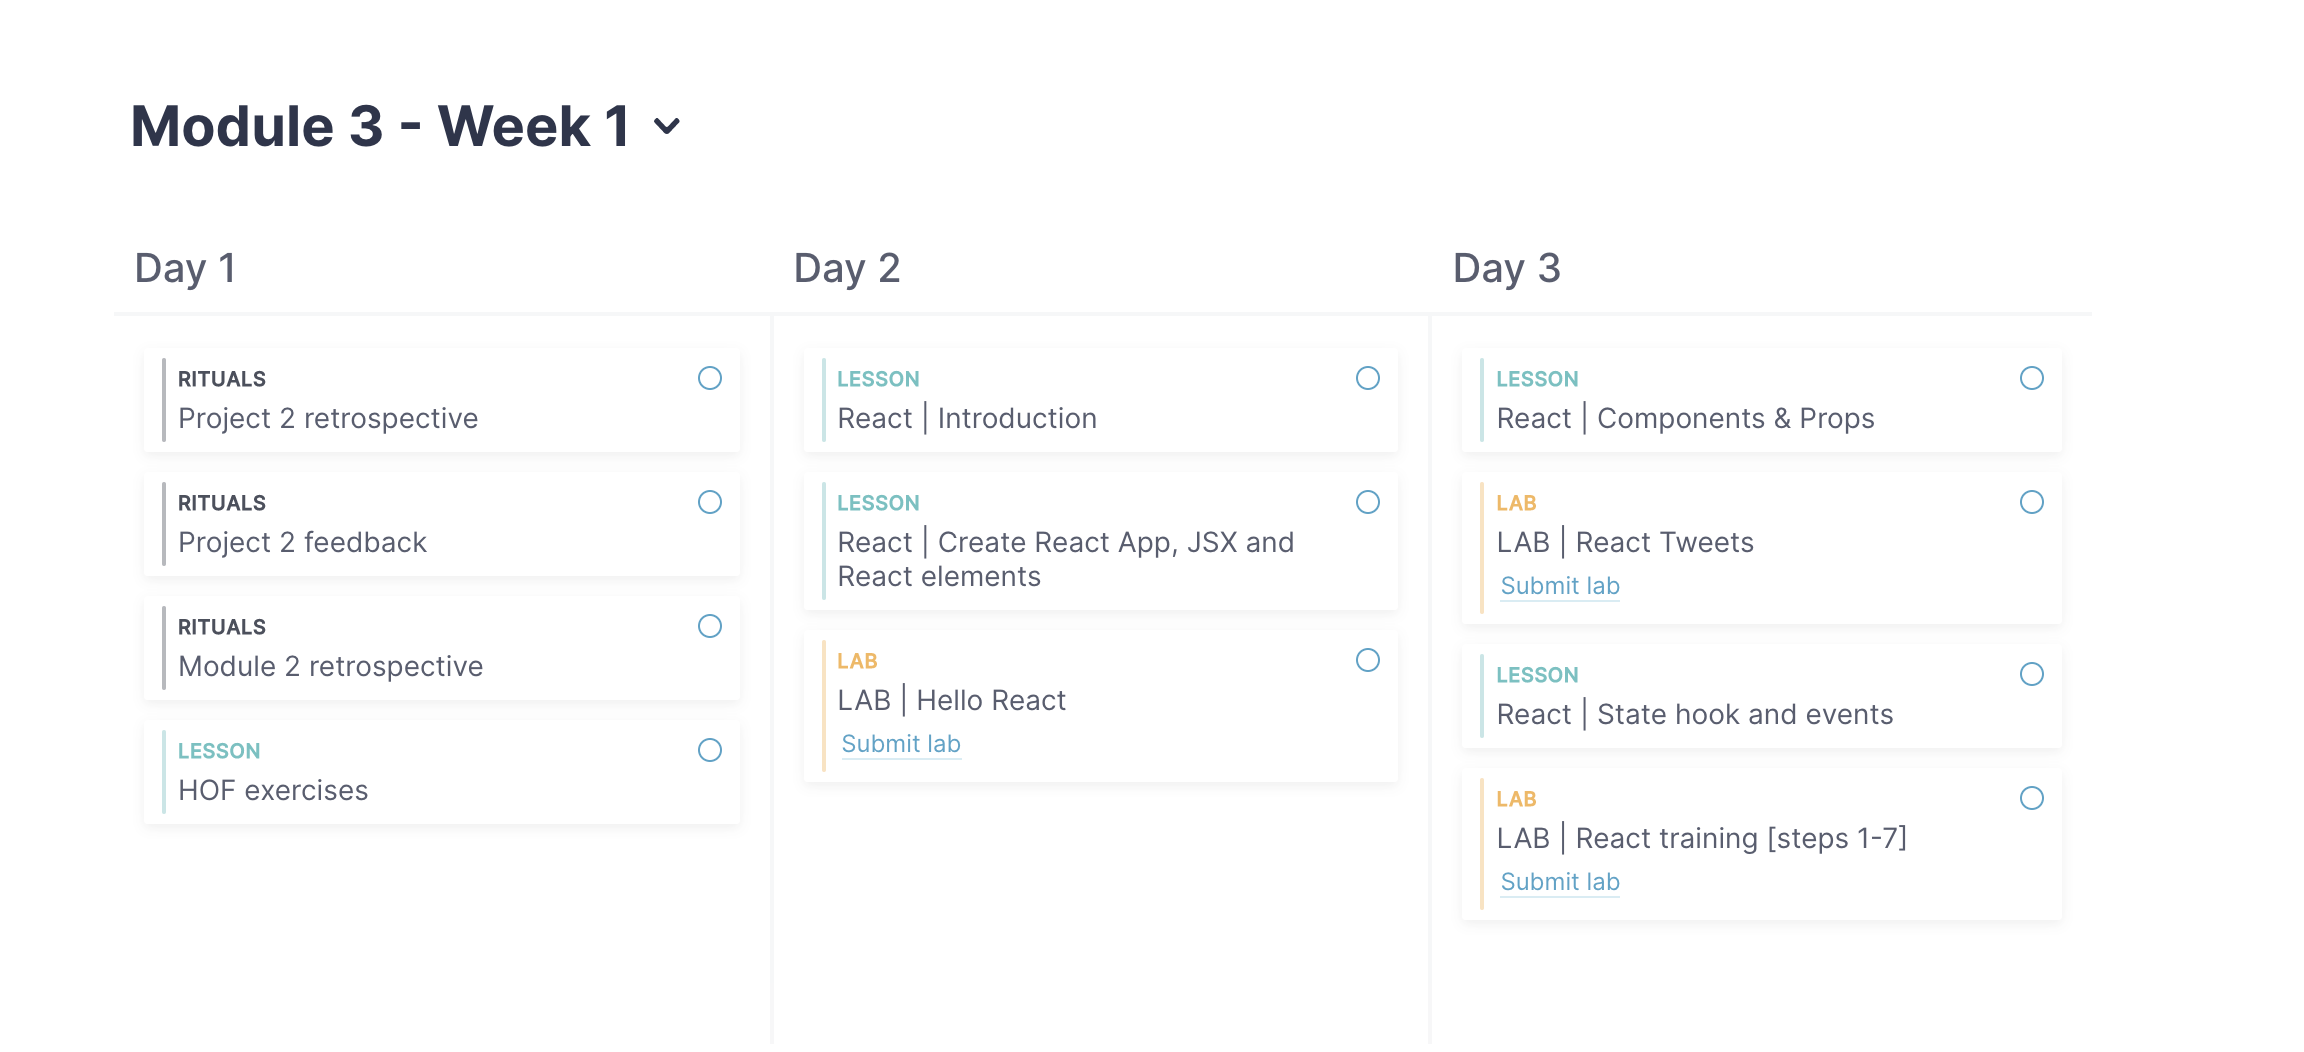 Module 3 - Week 1
Day 1
RITUALS
Project 2 retrospective
RITUALS
Project 2 feedback
RITUALS
Module 2 retrospective
LESSON
HOF exercises
Day 2
LESSON
React | Introduction
LESSON
React | Create React App, JSX and
React elements
LAB
LAB | Hello React
Submit lab
Day 3
LESSON
React | Components & Props
LAB
LAB | React Tweets
Submit lab
LESSON
React | State hook and events
LAB
LAB | React training [steps 1-7]
Submit lab